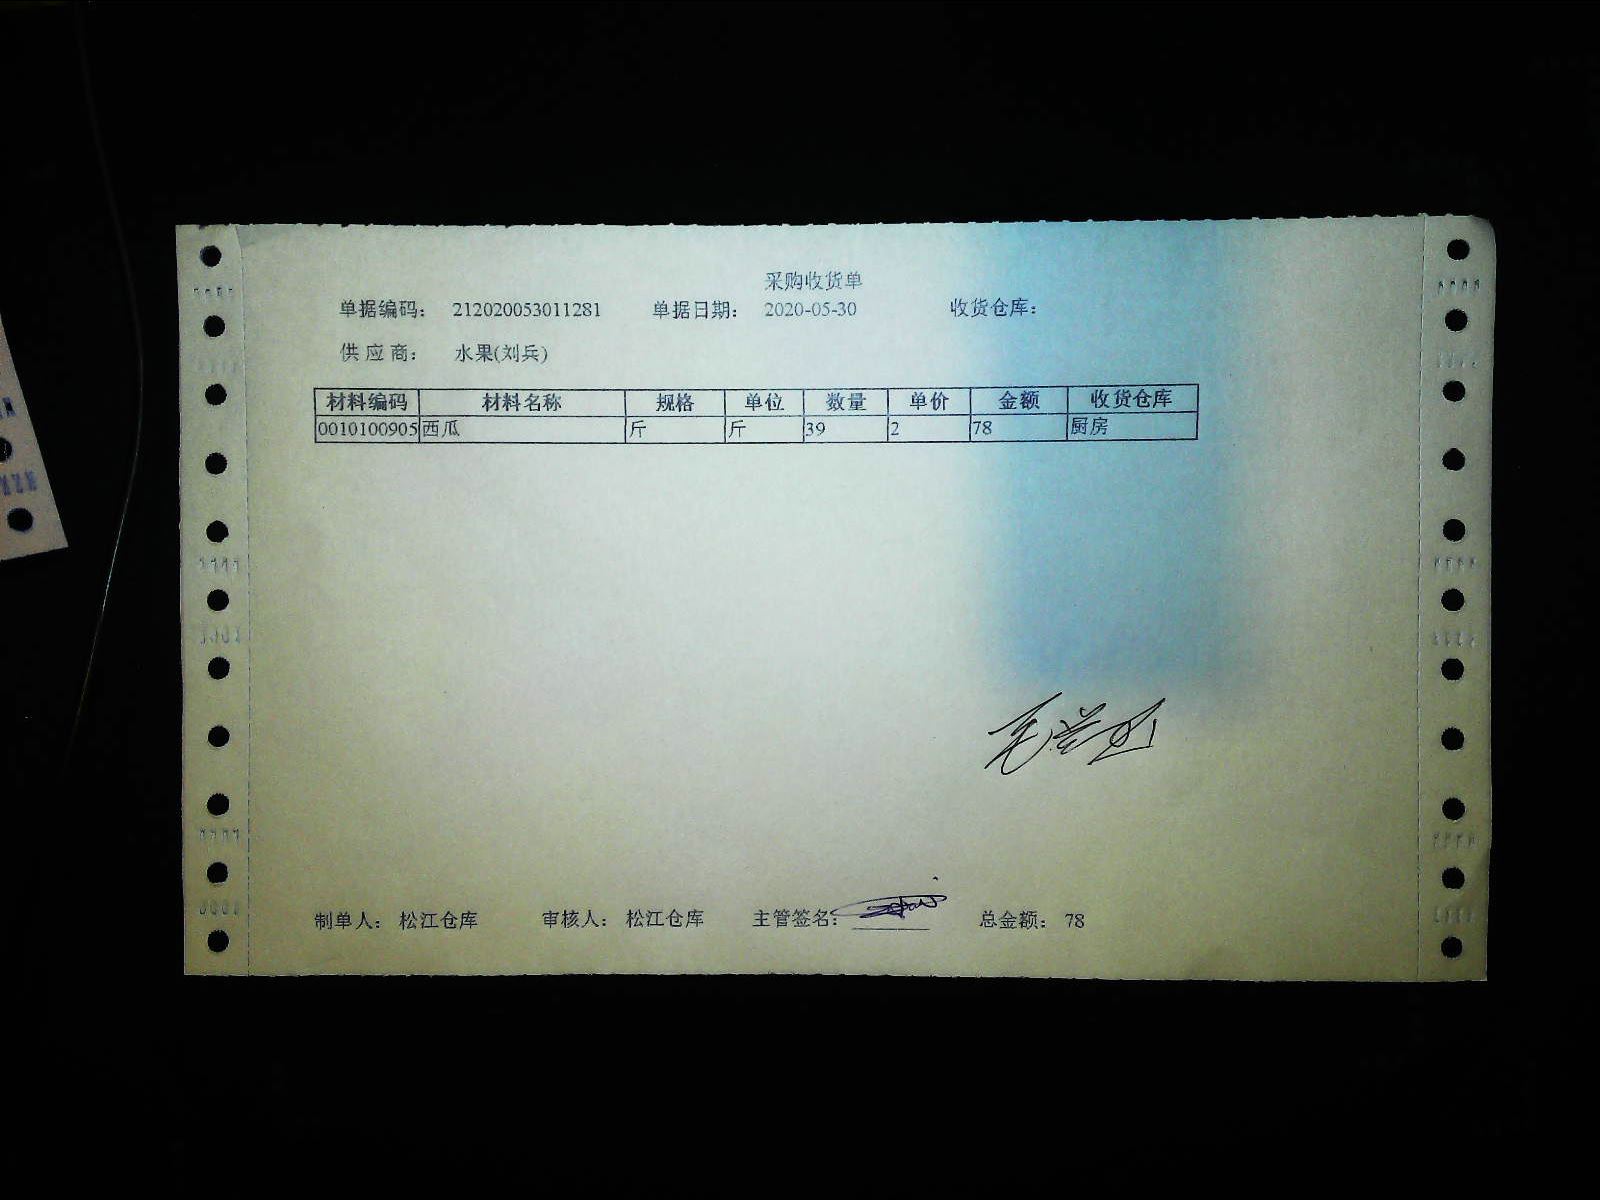 采购收货单
单据编码： 212020053011281 单据日期： 2020-05-30 收货仓库：
供应商： 水果(刘兵)
材料编码 材料名称 规格 单位 数量 单价 金额 收货仓库
0010100905 西瓜 斤 斤 39 2 78 厨房
制单人： 松江仓库 审核人： 松江仓库 主管签名： 总金额： 78